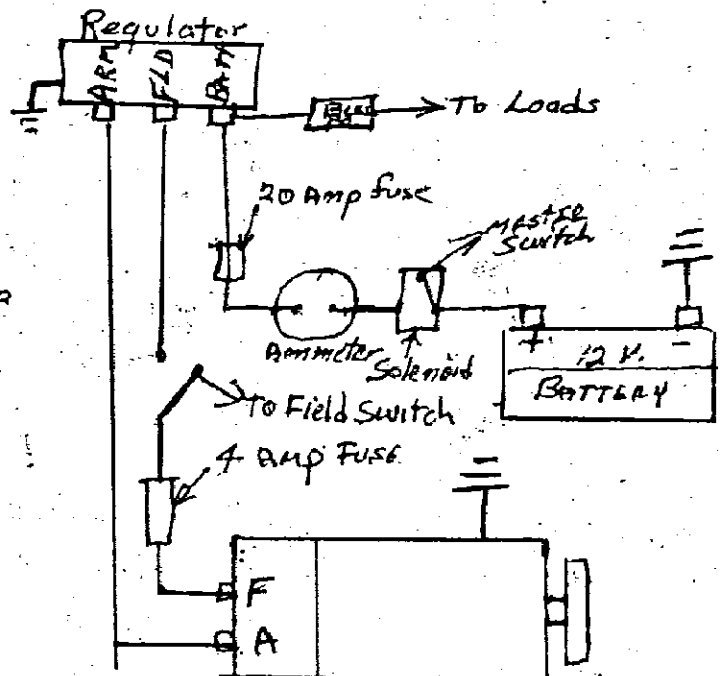 Regulator
ARM
FLD
BAT
To Loads
20 Amp fuse
Master
Switch
Ammeter
Solenoid
+
-
12 V.
BATTERY
To Field Switch
4 Amp Fuse
F
A